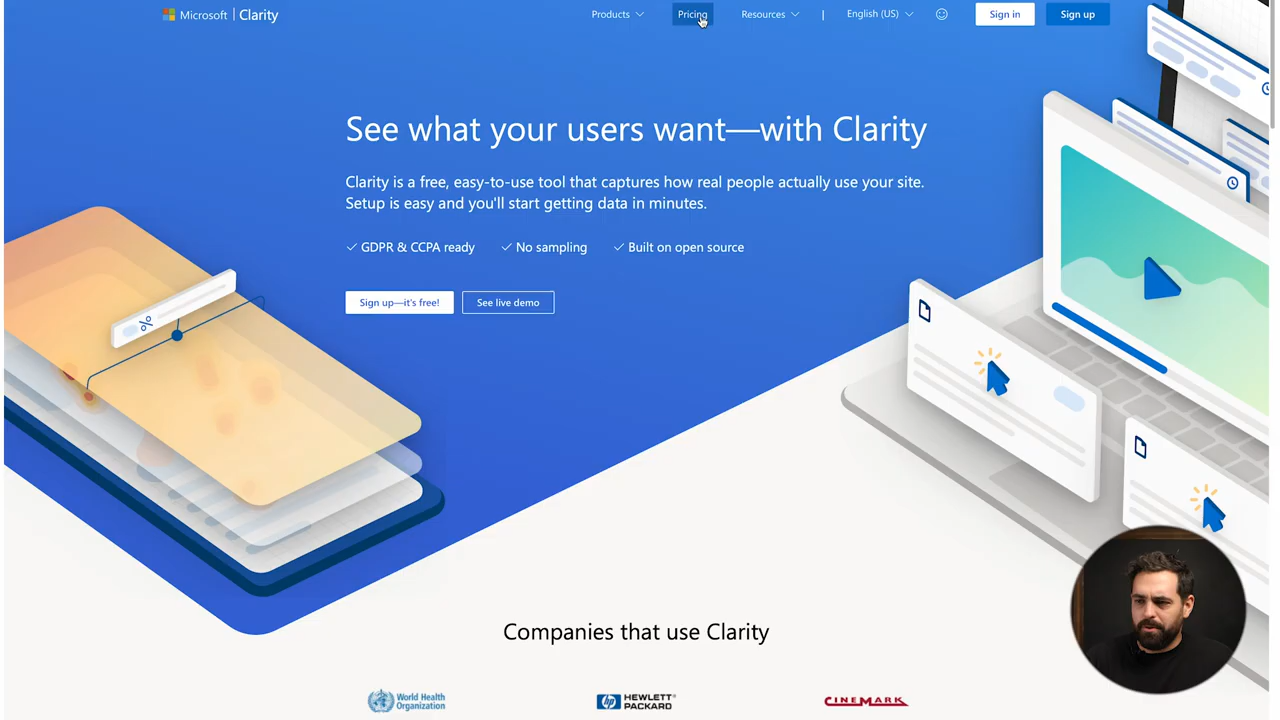 Microsoft | Clarity
Products
Pricing
Resources
|
English (US)
Sign in
Sign up
See what your users want—with Clarity
Clarity is a free, easy-to-use tool that captures how real people actually use your site.
Setup is easy and you'll start getting data in minutes.
GDPR & CCPA ready
No sampling
Built on open source
Sign up—it's free!
See live demo
%
Companies that use Clarity
World Health
Organization
hp
HEWLETT
PACKARD
CINEMARK